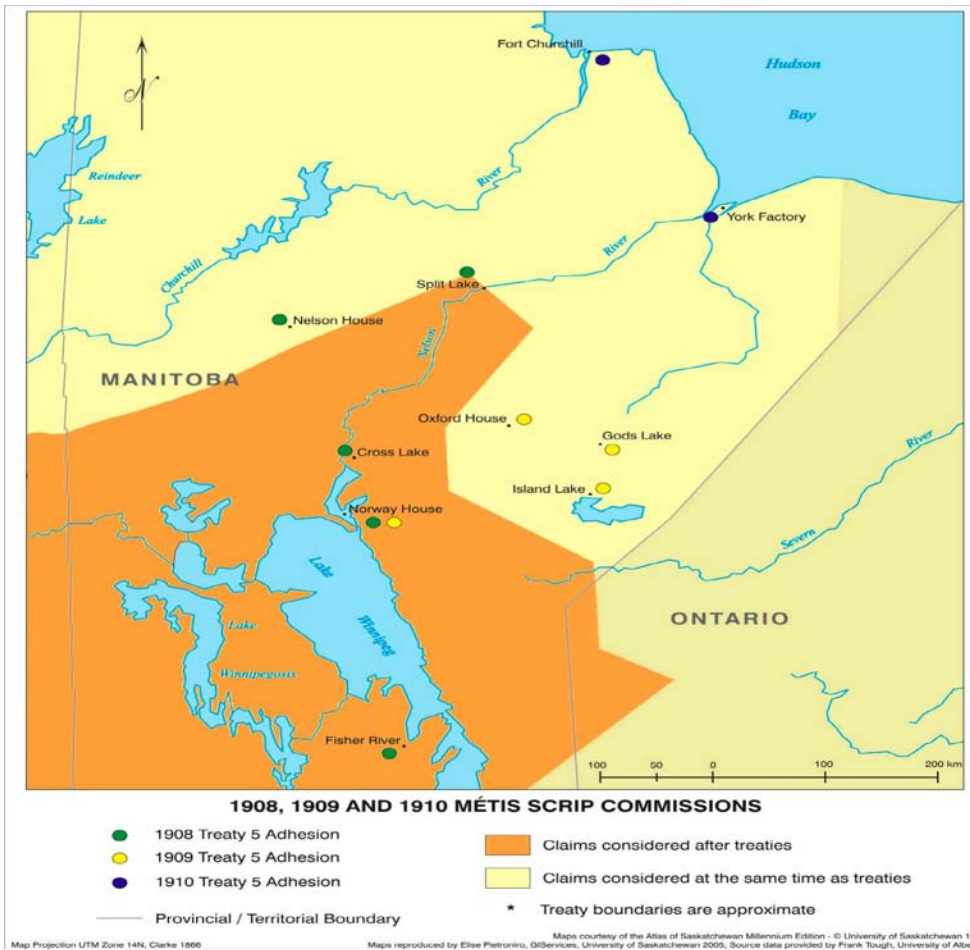 Fort Churchill
Hudson
Bay
N
Reindeer
Lake
River
York Factory
River
Churchill
Split Lake
Nelson House
Nelson
MANITOBA
Oxford House
Gods Lake
River
Cross Lake
Island Lake
Norway House
Severn
Lake
ONTARIO
Lake
Winnipeg
Winnipegosis
Fisher River
100 50 0 100 200 km
1908, 1909 AND 1910 MÉTIS SCRIP COMMISSIONS
1908 Treaty 5 Adhesion
1909 Treaty 5 Adhesion
1910 Treaty 5 Adhesion
Provincial / Territorial Boundary
Claims considered after treaties
Claims considered at the same time as treaties
* Treaty boundaries are approximate
Maps courtesy of the Atlas of Saskatchewan Millennium Edition - © University of Saskatchewan 1
Map Projection UTM Zone 14N, Clarke 1866
Maps reproduced by Elise Pietroniro, GIServices, University of Saskatchewan 2005; Source data provided by Frank Tough, University of Albe